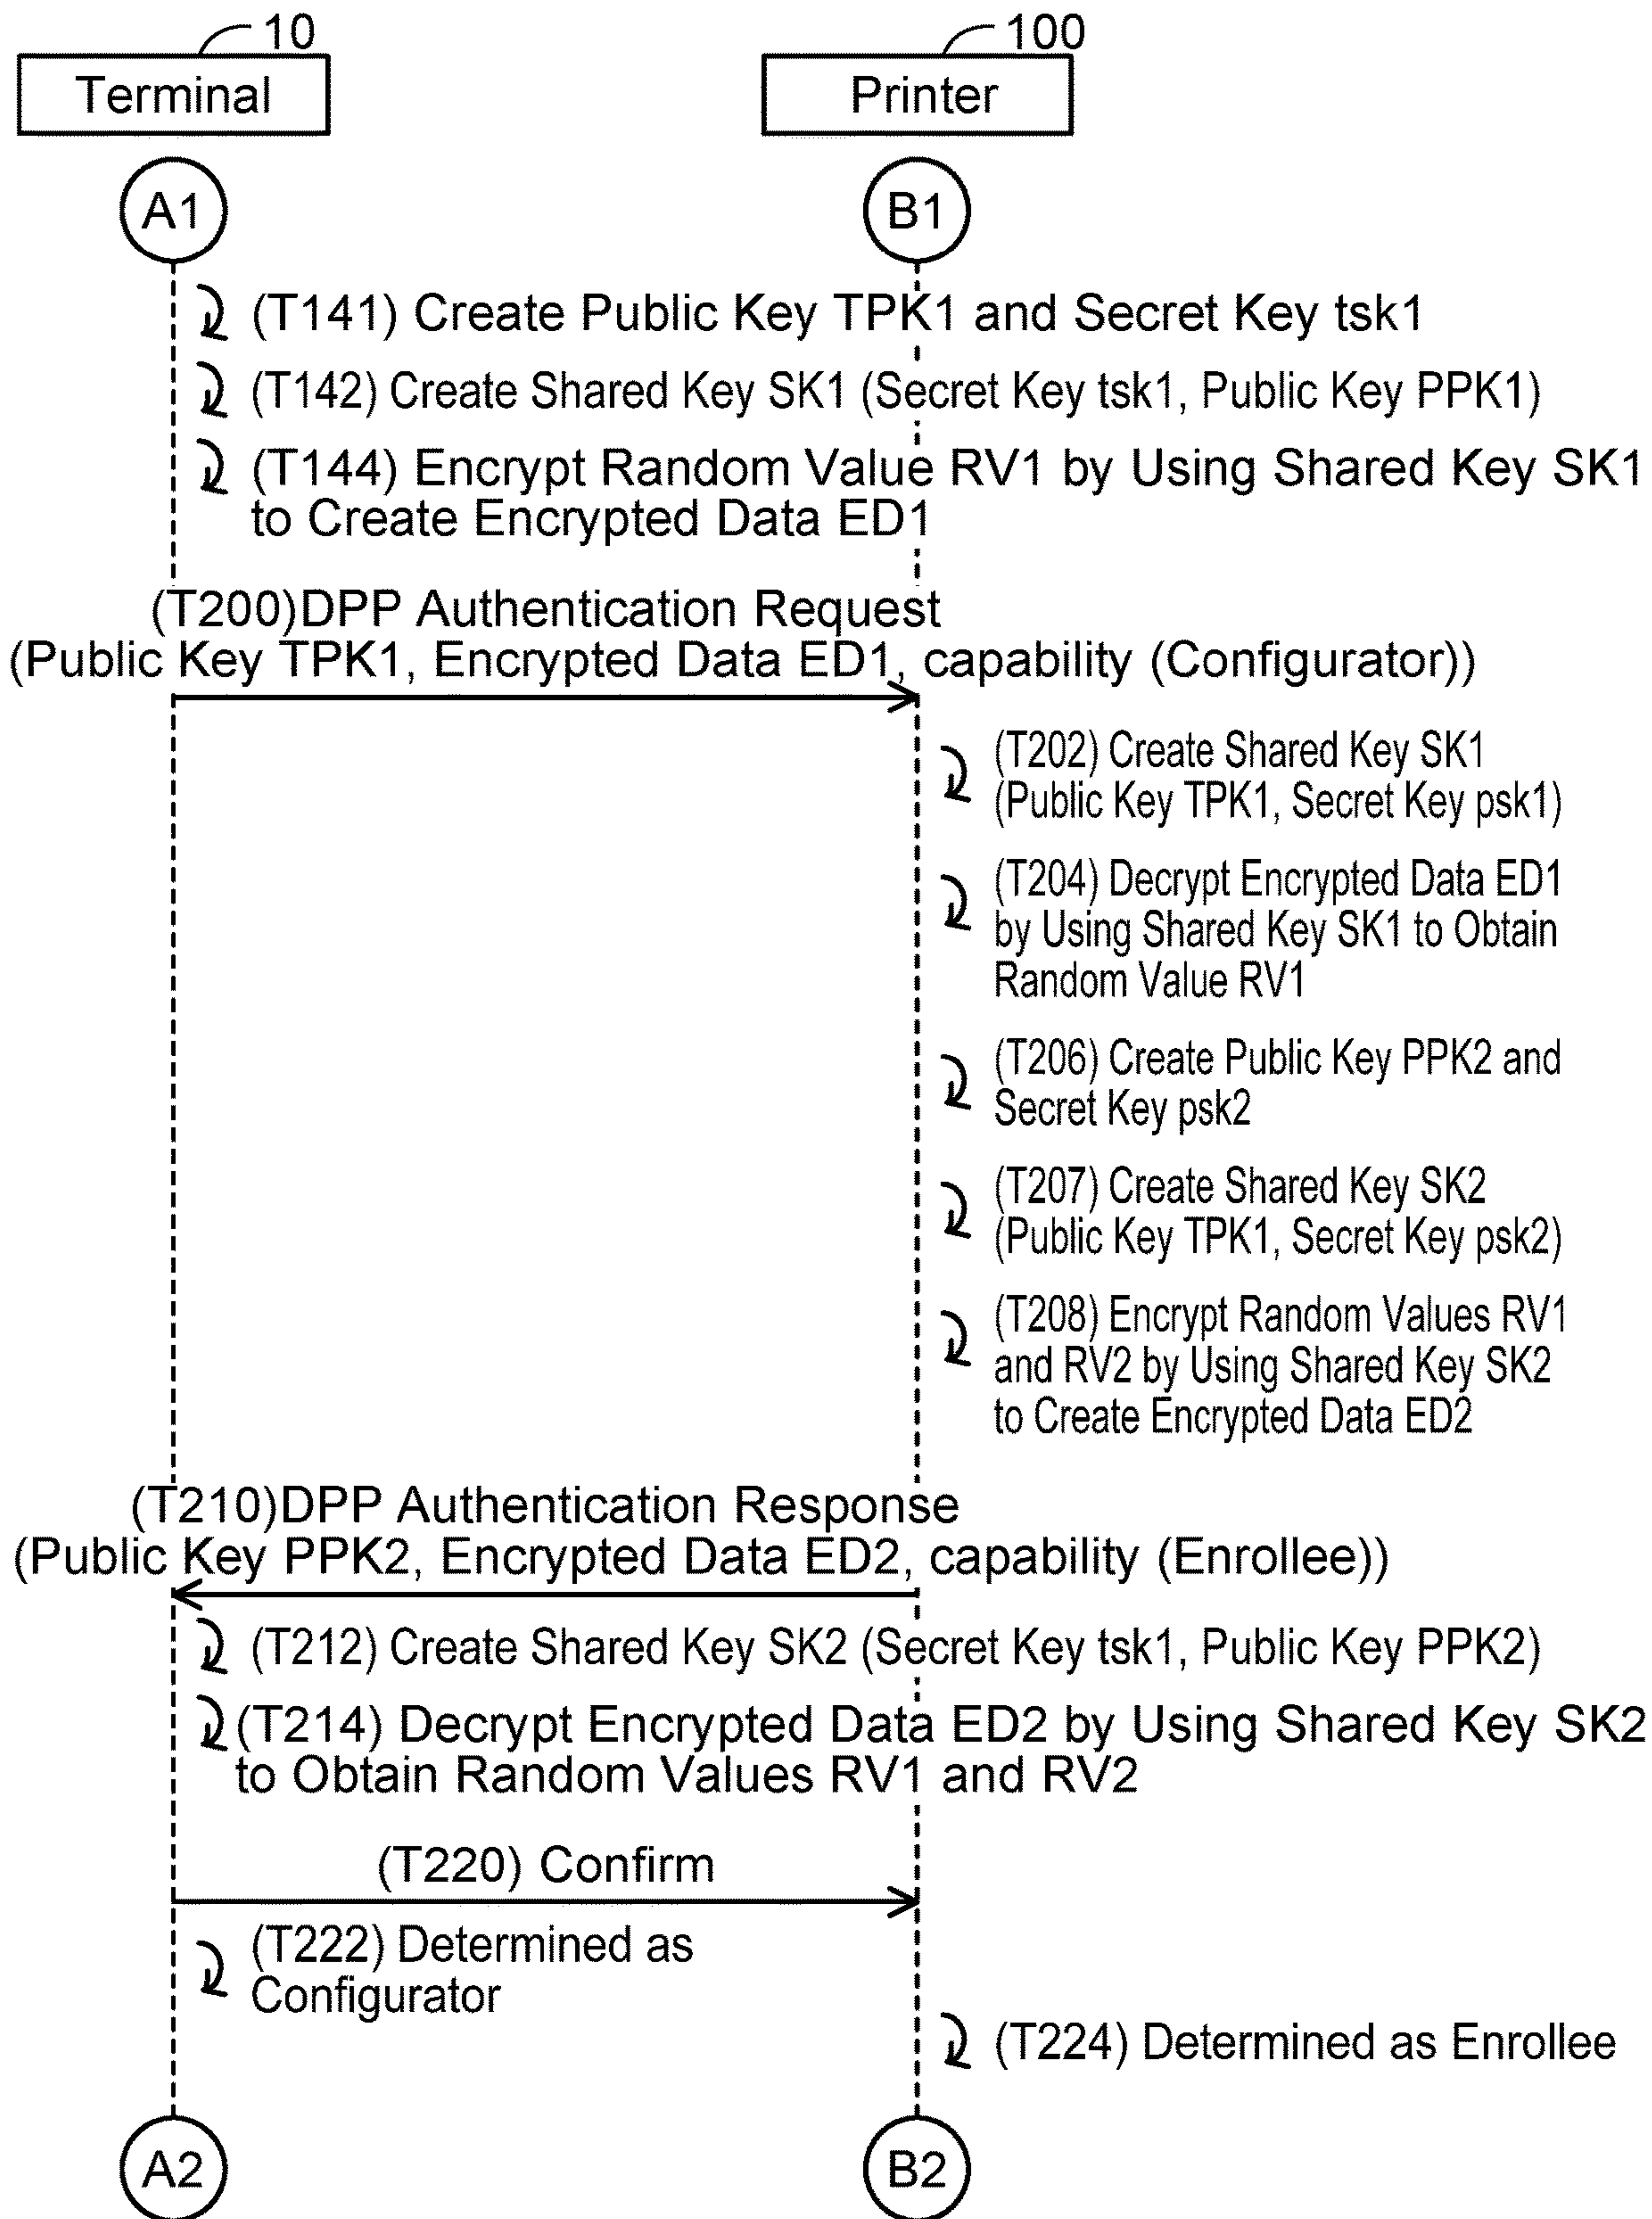 10
100
Terminal
Printer
A1
B1
(T141) Create Public Key TPK1 and Secret Key tsk1
(T142) Create Shared Key SK1 (Secret Key tsk1, Public Key PPK1)
(T144) Encrypt Random Value RV1 by Using Shared Key SK1
to Create Encrypted Data ED1
(T200)DPP Authentication Request
(Public Key TPK1, Encrypted Data ED1, capability (Configurator))
(T202) Create Shared Key SK1
(Public Key TPK1, Secret Key psk1)
(T204) Decrypt Encrypted Data ED1
by Using Shared Key SK1 to Obtain
Random Value RV1
(T206) Create Public Key PPK2 and
Secret Key psk2
(T207) Create Shared Key SK2
(Public Key TPK1, Secret Key psk2)
(T208) Encrypt Random Values RV1
and RV2 by Using Shared Key SK2
to Create Encrypted Data ED2
(T210)DPP Authentication Response
(Public Key PPK2, Encrypted Data ED2, capability (Enrollee))
(T212) Create Shared Key SK2 (Secret Key tsk1, Public Key PPK2)
(T214) Decrypt Encrypted Data ED2 by Using Shared Key SK2
to Obtain Random Values RV1 and RV2
(T220) Confirm
(T222) Determined as
Configurator
(T224) Determined as Enrollee
A2
B2